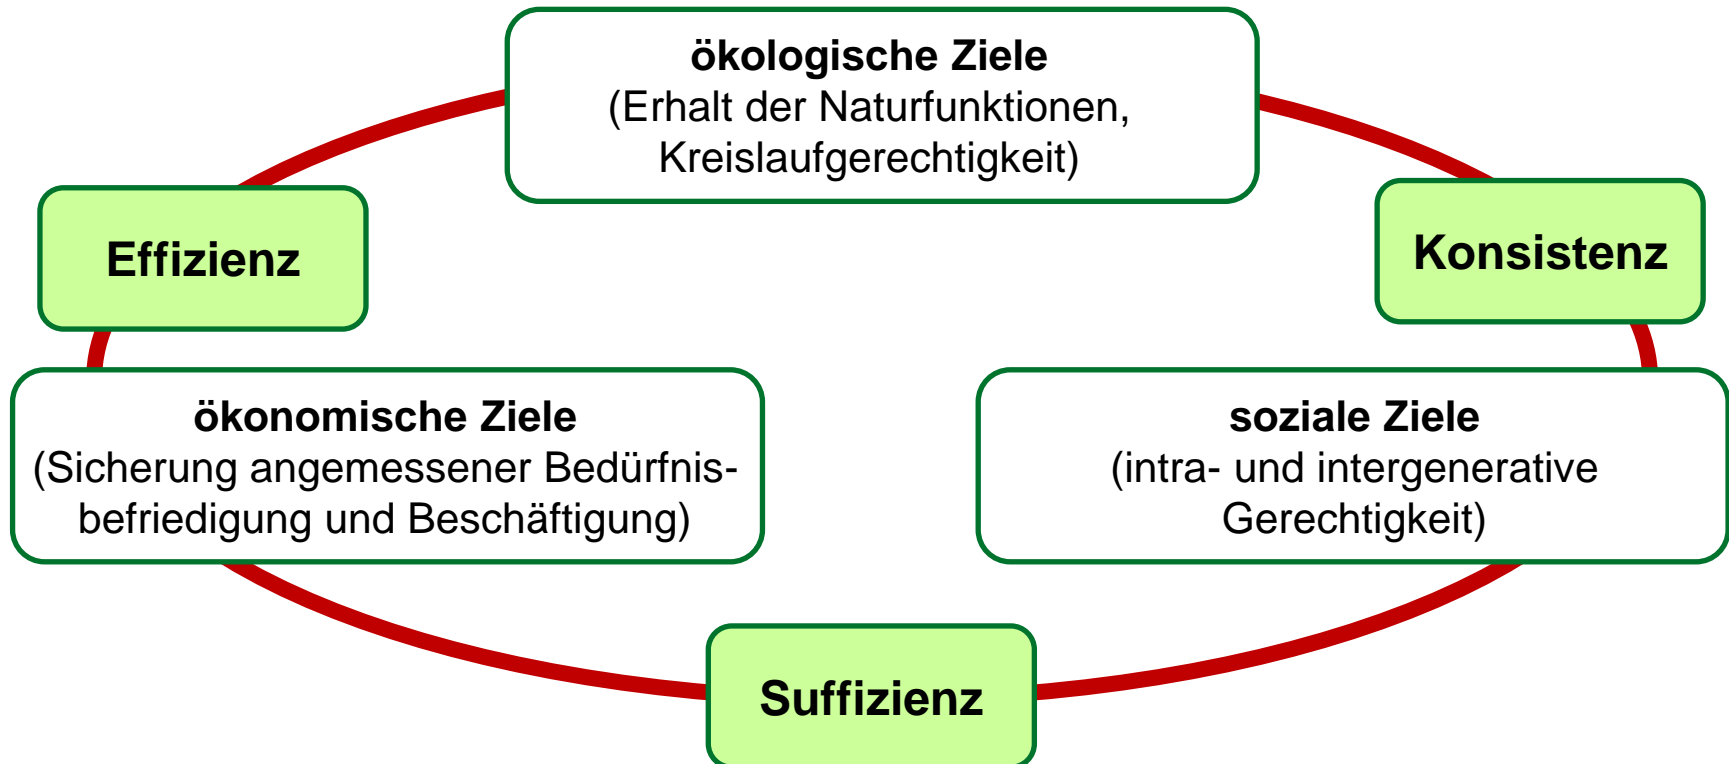 ökologische Ziele
(Erhalt der Naturfunktionen,
Kreislaufgerechtigkeit)
Effizienz
Konsistenz
ökonomische Ziele
(Sicherung angemessener Bedürfnis-
befriedigung und Beschäftigung)
soziale Ziele
(intra- und intergenerative
Gerechtigkeit)
Suffizienz